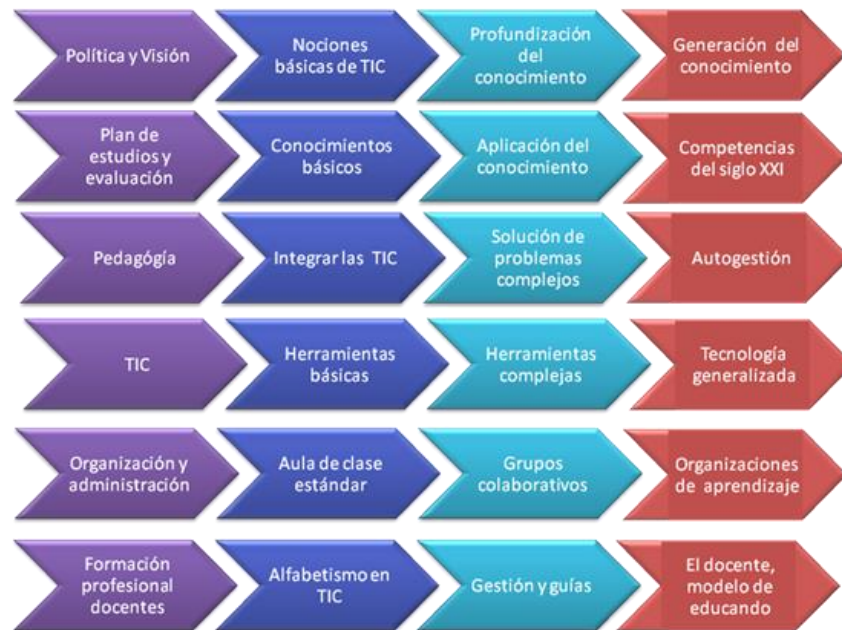 Política y Visión
Nociones
básicas de TIC
Profundización
del
conocimiento
Generación del
conocimiento
Plan de
estudios y
evaluación
Conocimientos
básicos
Aplicación del
conocimiento
Competencias
del siglo XXI
Pedagógía
Integrar las TIC
Solución de
problemas
complejos
Autogestión
TIC
Herramientas
básicas
Herramientas
complejas
Tecnología
generalizada
Organización y
administración
Aula de clase
estándar
Grupos
colaborativos
Organizaciones
de aprendizaje
Formación
profesional
docentes
Alfabetismo en
TIC
Gestión y guías
El docente,
modelo de
educando